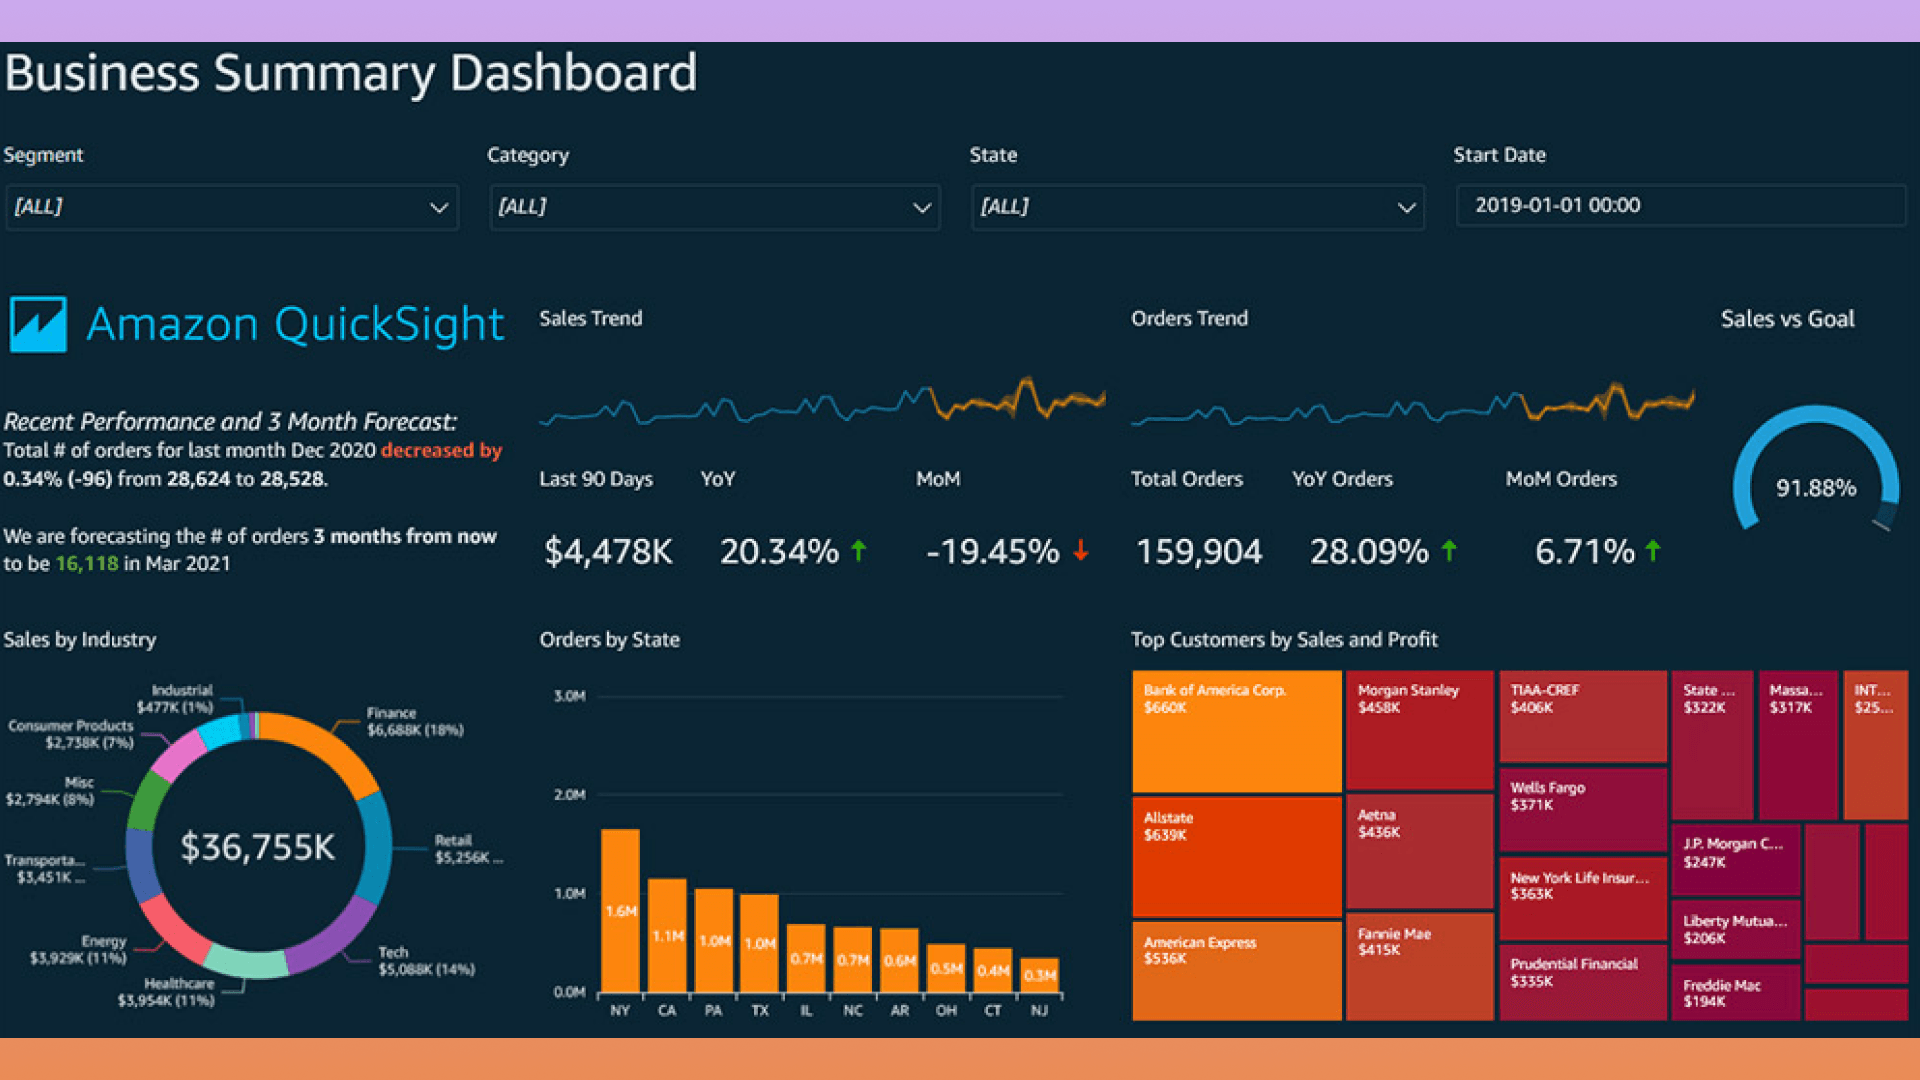 Business Summary Dashboard
Segment
Category
State
Start Date
[ALL]
[ALL]
[ALL]
2019-01-01 00:00
Amazon QuickSight
Recent Performance and 3 Month Forecast:
Total # of orders for last month Dec 2020 decreased by
0.34% (-96) from 28,624 to 28,528.
We are forecasting the # of orders 3 months from now
to be 16,118 in Mar 2021
Sales Trend
Last 90 Days
YoY
MoM
$4,478K
20.34%
-19.45%
Orders Trend
Total Orders
YoY Orders
MoM Orders
159,904
28.09%
6.71%
Sales vs Goal
91.88%
Sales by Industry
Industrial
$477K (1%)
Finance
$6,688K (18%)
Consumer Products
$2,738K (7%)
Misc
$2,794K (8%)
$36,755K
Retail
$5,256K ...
Transporta...
$3,451K ...
Energy
$3,929K (11%)
Tech
$5,088K (14%)
Healthcare
$3,954K (11%)
Orders by State
3.0M
2.0M
1.0M
0.0M
1.6M
1.1M
1.0M
1.0M
0.7M
0.7M
0.6M
0.5M
0.4M
0.3M
NY
CA
PA
TX
IL
NC
AR
OH
CT
NJ
Top Customers by Sales and Profit
Bank of America Corp.
$660K
Allstate
$639K
American Express
$536K
Morgan Stanley
$458K
Aetna
$436K
Fannie Mae
$415K
TIAA-CREF
$406K
Wells Fargo
$371K
New York Life Insur...
$363K
Prudential Financial
$335K
State ...
$322K
Massa...
$317K
INT...
$25...
J.P. Morgan C...
$247K
Liberty Mutua...
$206K
Freddie Mac
$194K